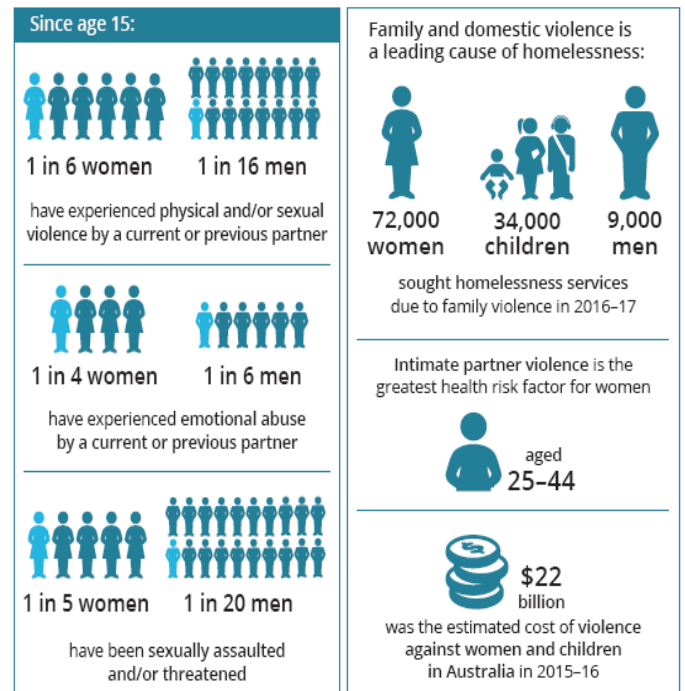 Since age 15:
1 in 6 women
1 in 16 men
have experienced physical and/or sexual
violence by a current or previous partner
1 in 4 women
1 in 6 men
have experienced emotional abuse
by a current or previous partner
1 in 5 women
1 in 20 men
have been sexually assaulted
and/or threatened
Family and domestic violence is
a leading cause of homelessness:
72,000
women
34,000
children
9,000
men
sought homelessness services
due to family violence in 2016–17
Intimate partner violence is the
greatest health risk factor for women
aged
25–44
$
$22
billion
was the estimated cost of violence
against women and children
in Australia in 2015–16